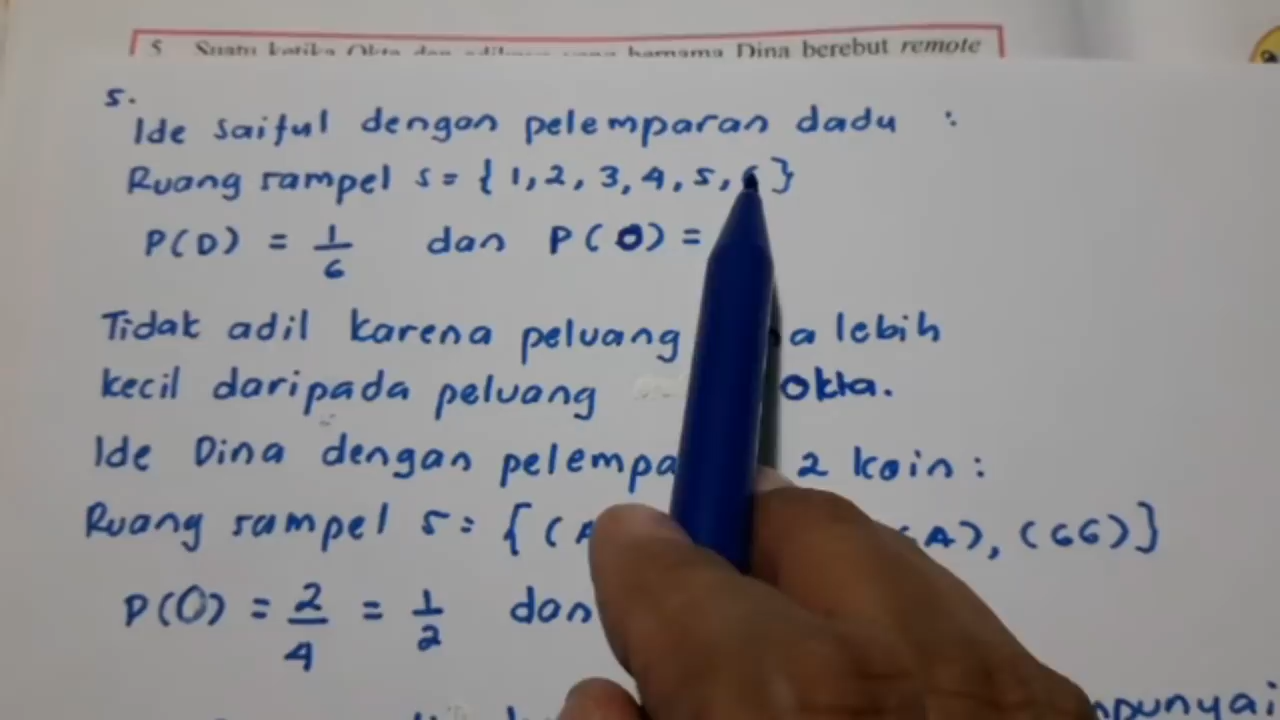 5. Suatu ketika Okta dan adiknya yang bernama Dina berebut remote
5.
Ide Saiful dengan pelemparan dadu :
Ruang sampel S = { 1, 2, 3, 4, 5, 6 }
P(D) = 1/6 dan P(O) =
Tidak adil karena peluang a lebih
kecil daripada peluang Okta.
Ide Dina dengan pelempa 2 koin :
Ruang sampel S = { (A A), (GG) }
P(O) = 2/4 = 1/2 dan
mpunyai